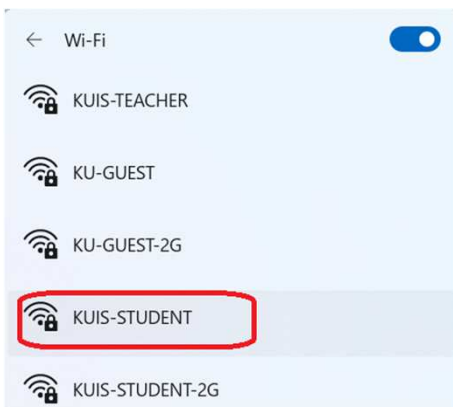 Wi-Fi
KUIS-TEACHER
KU-GUEST
KU-GUEST-2G
KUIS-STUDENT
KUIS-STUDENT-2G